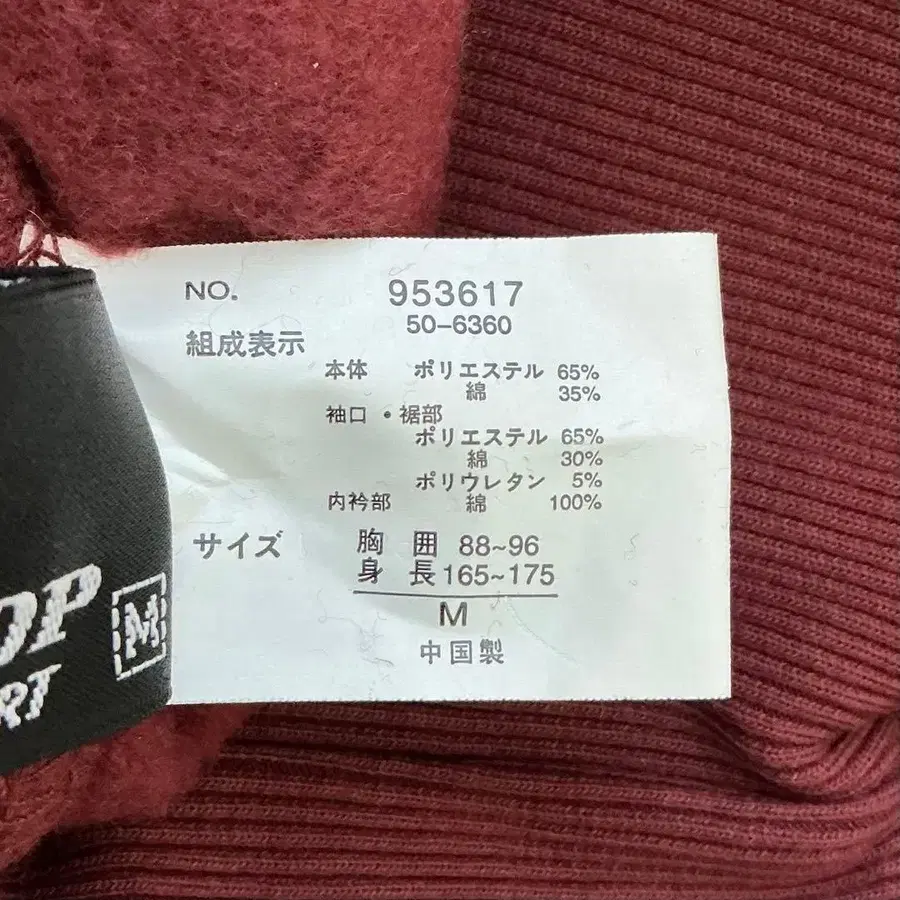 NO. 953617
50-6360
組成表示
本体 ポリエステル 65%
綿 35%
袖口・裾部
ポリエステル 65%
綿 30%
ポリウレタン 5%
内衿部 綿 100%
サイズ 胸囲 88~96
身長 165~175
M
中国製
M